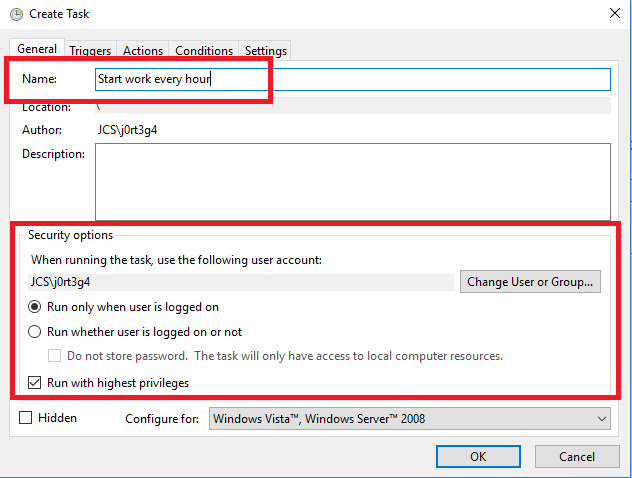 Create Task
General Triggers Actions Conditions Settings
Name: Start work every hour
Location: \
Author: JCS\j0rt3g4
Description:
Security options
When running the task, use the following user account:
JCS\j0rt3g4 Change User or Group...
Run only when user is logged on
Run whether user is logged on or not
Do not store password. The task will only have access to local computer resources.
Run with highest privileges
Hidden Configure for: Windows Vista™, Windows Server™ 2008
OK Cancel